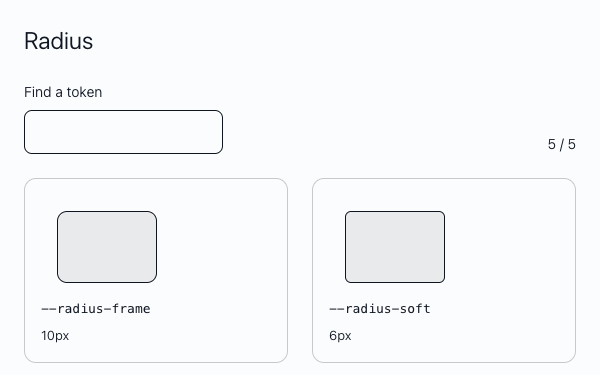 Radius
Find a token
5 / 5
--radius-frame
10px
--radius-soft
6px